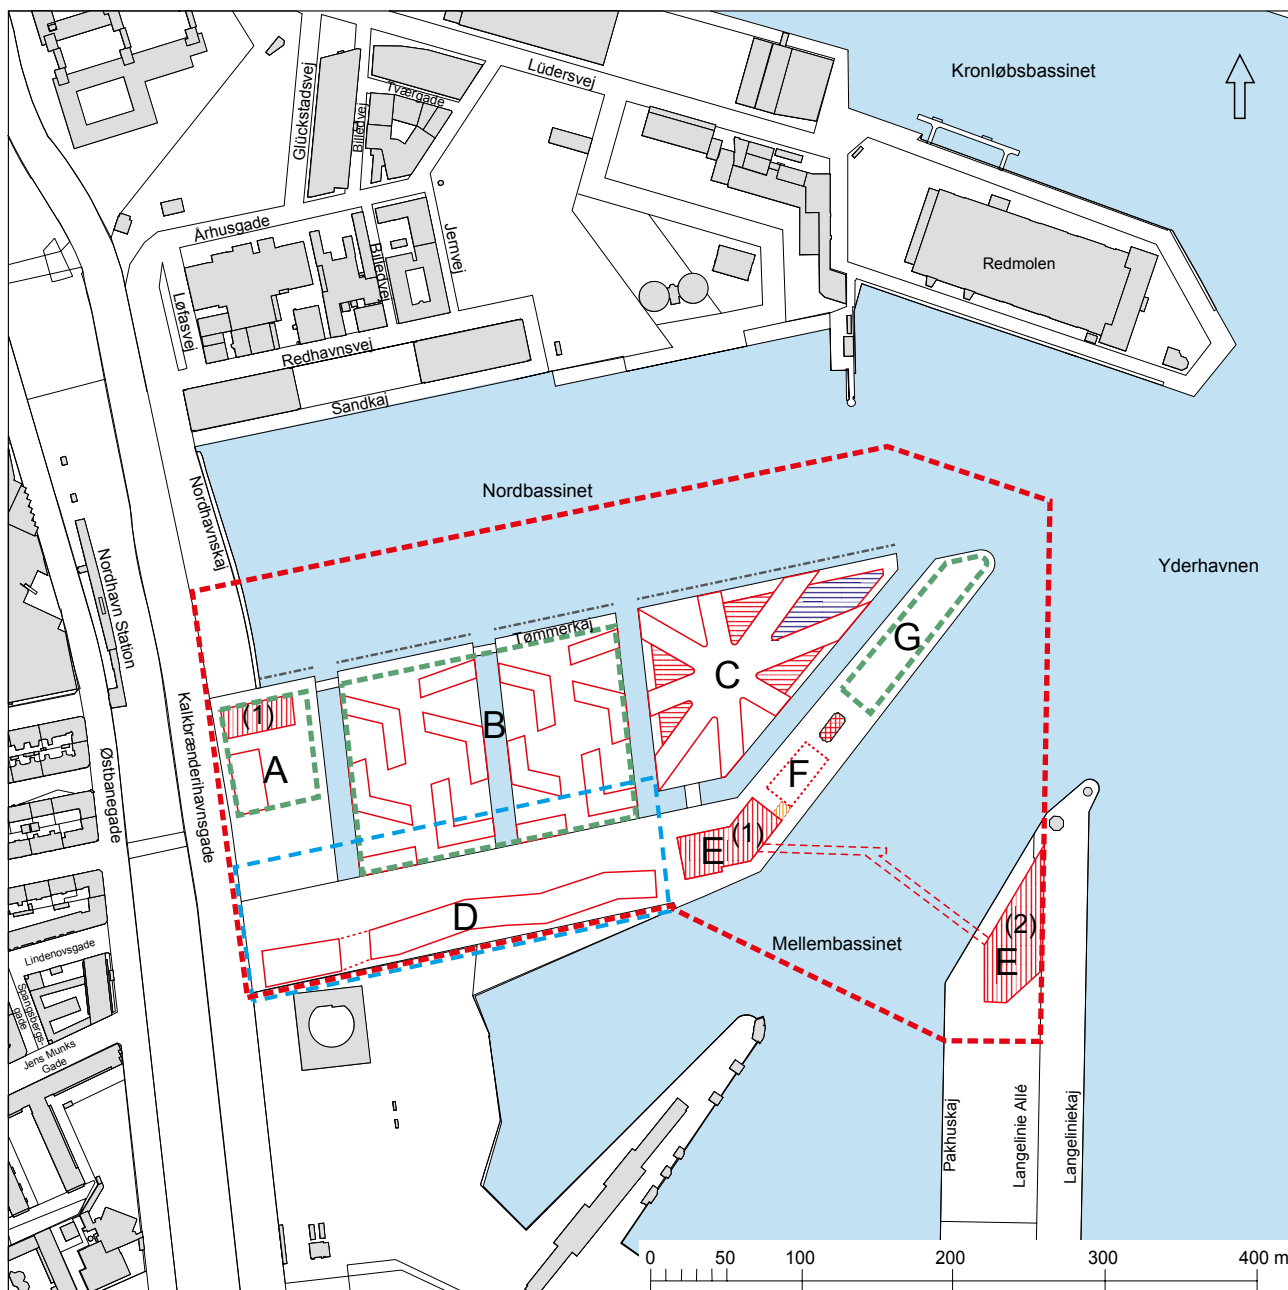 Kronløbsbassinet
Lüdersvej
Glückstadsvej
Billedvej
Tværgade
Århusgade
Jernvej
Billedvej
Redmolen
Løfasvej
Redhavnsvej
Sandkaj
Nordhavnskaj
Nordbassinet
Yderhavnen
Nordhavn Station
Tømmerkaj
Kalkbrænderihavnsgade
Østbanegade
(1)
A
B
C
G
F
E
(1)
D
Mellembassinet
(2)
E
Lindenovsgade
Spangsbergs-
gade
Jens Munks
Gade
Pakhuskaj
Langelinie Allé
Langeliniekaj
0 50 100 200 300 400 m